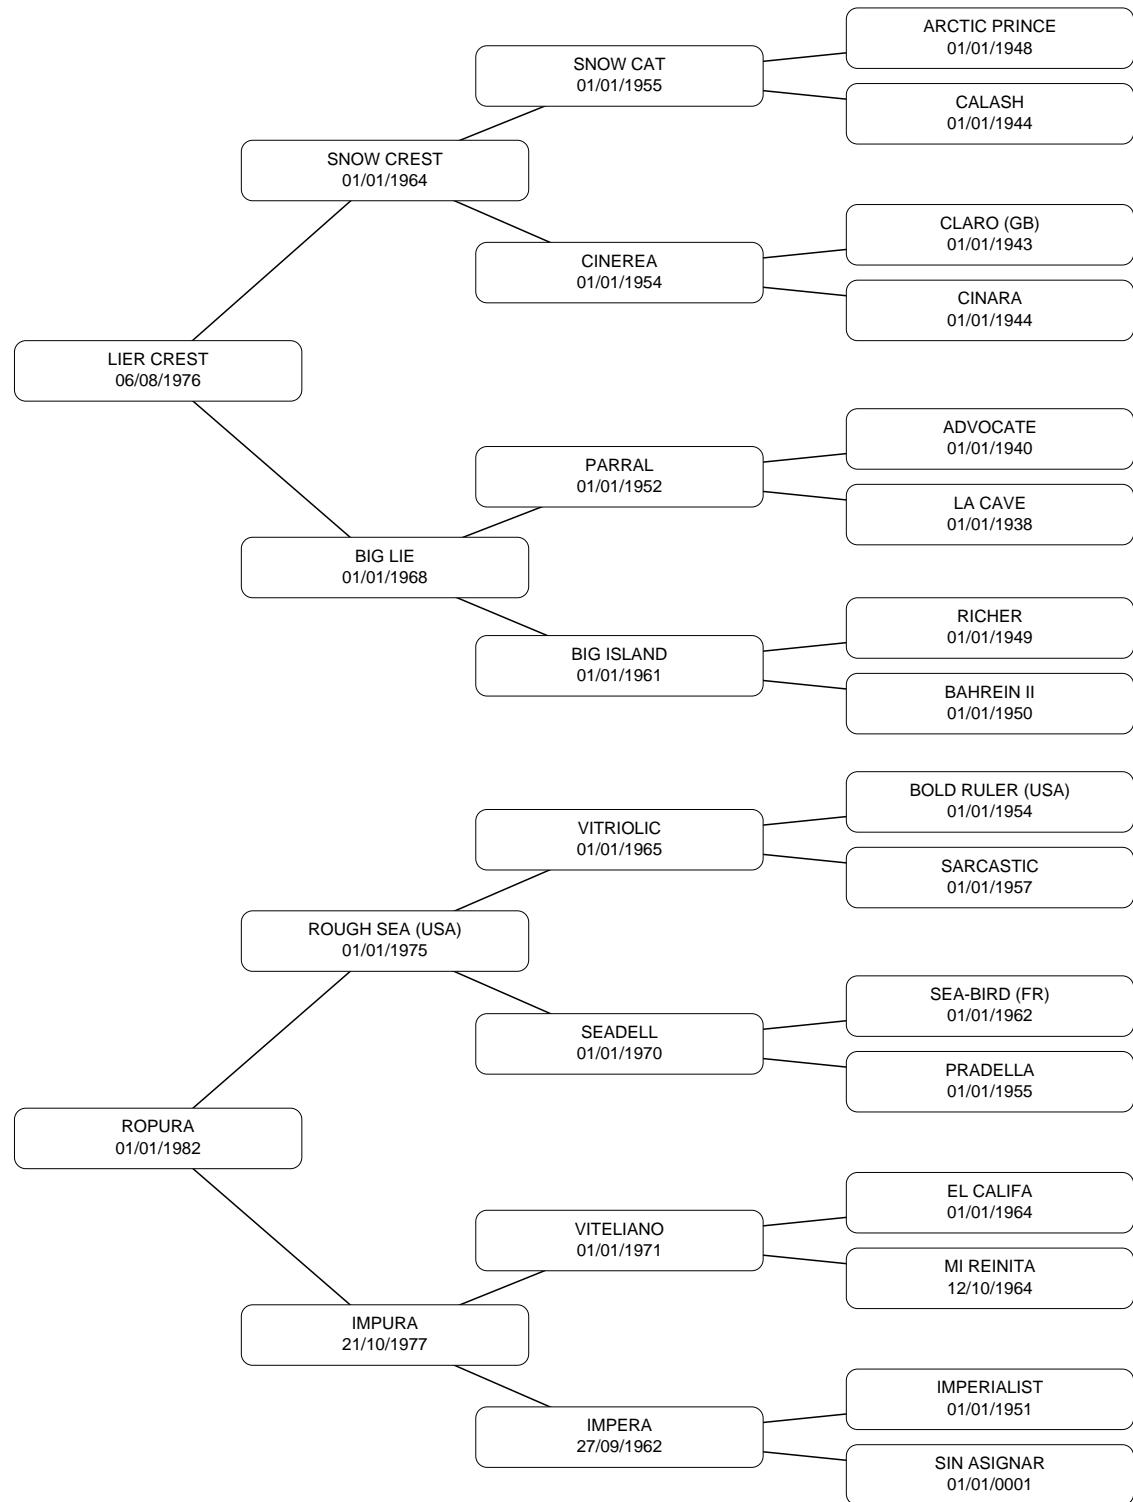 ARCTIC PRINCE
01/01/1948
SNOW CAT
01/01/1955
CALASH
01/01/1944
SNOW CREST
01/01/1964
CLARO (GB)
01/01/1943
CINEREA
01/01/1954
CINARA
01/01/1944
LIER CREST
06/08/1976
ADVOCATE
01/01/1940
PARRAL
01/01/1952
LA CAVE
01/01/1938
BIG LIE
01/01/1968
RICHER
01/01/1949
BIG ISLAND
01/01/1961
BAHREIN II
01/01/1950
BOLD RULER (USA)
01/01/1954
VITRIOLIC
01/01/1965
SARCASTIC
01/01/1957
ROUGH SEA (USA)
01/01/1975
SEA-BIRD (FR)
01/01/1962
SEADELL
01/01/1970
PRADELLA
01/01/1955
ROPURA
01/01/1982
EL CALIFA
01/01/1964
VITELIANO
01/01/1971
MI REINITA
12/10/1964
IMPURA
21/10/1977
IMPERIALIST
01/01/1951
IMPERA
27/09/1962
SIN ASIGNAR
01/01/0001